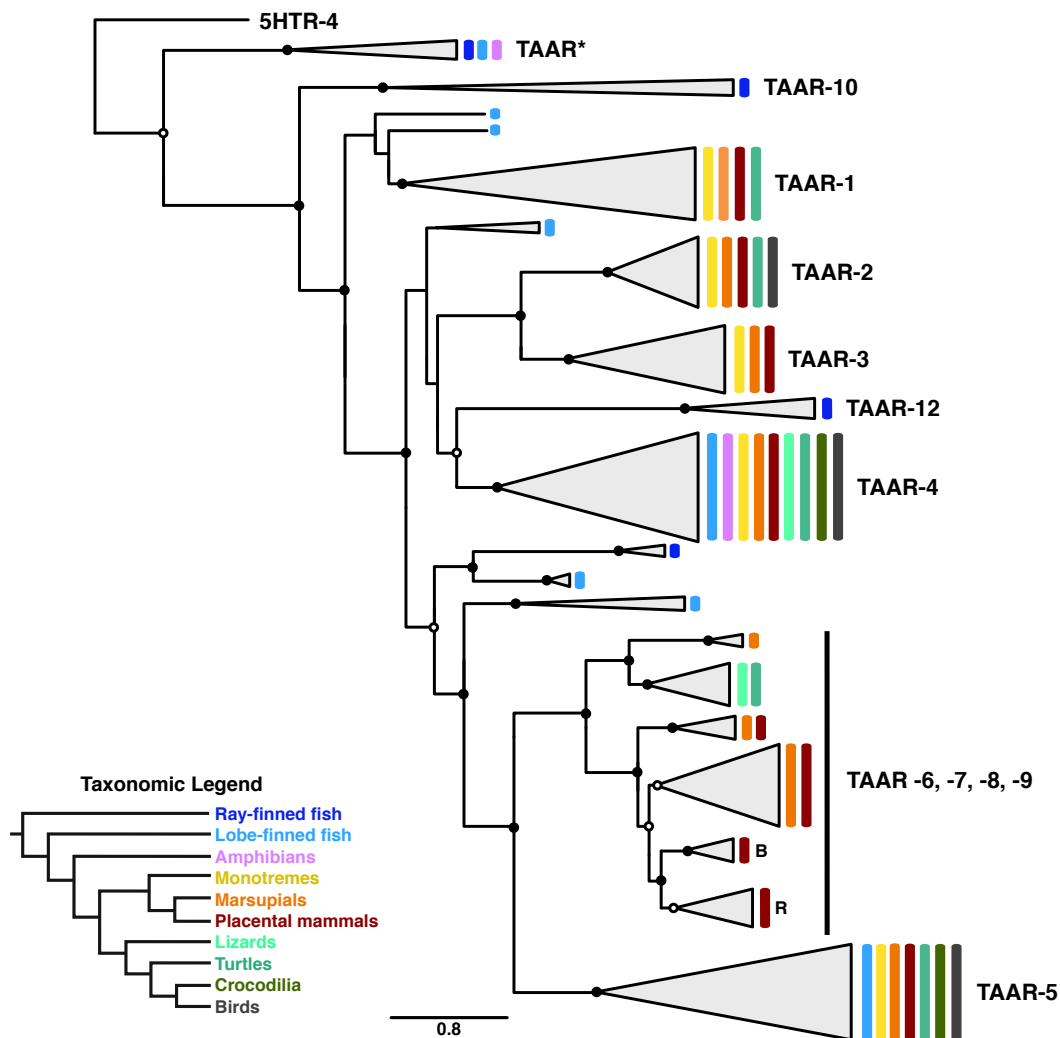 5HTR-4
TAAR*
TAAR-10
TAAR-1
TAAR-2
TAAR-3
TAAR-12
TAAR-4
TAAR -6, -7, -8, -9
B
R
TAAR-5
Taxonomic Legend
Ray-finned fish
Lobe-finned fish
Amphibians
Monotremes
Marsupials
Placental mammals
Lizards
Turtles
Crocodilia
Birds
0.8